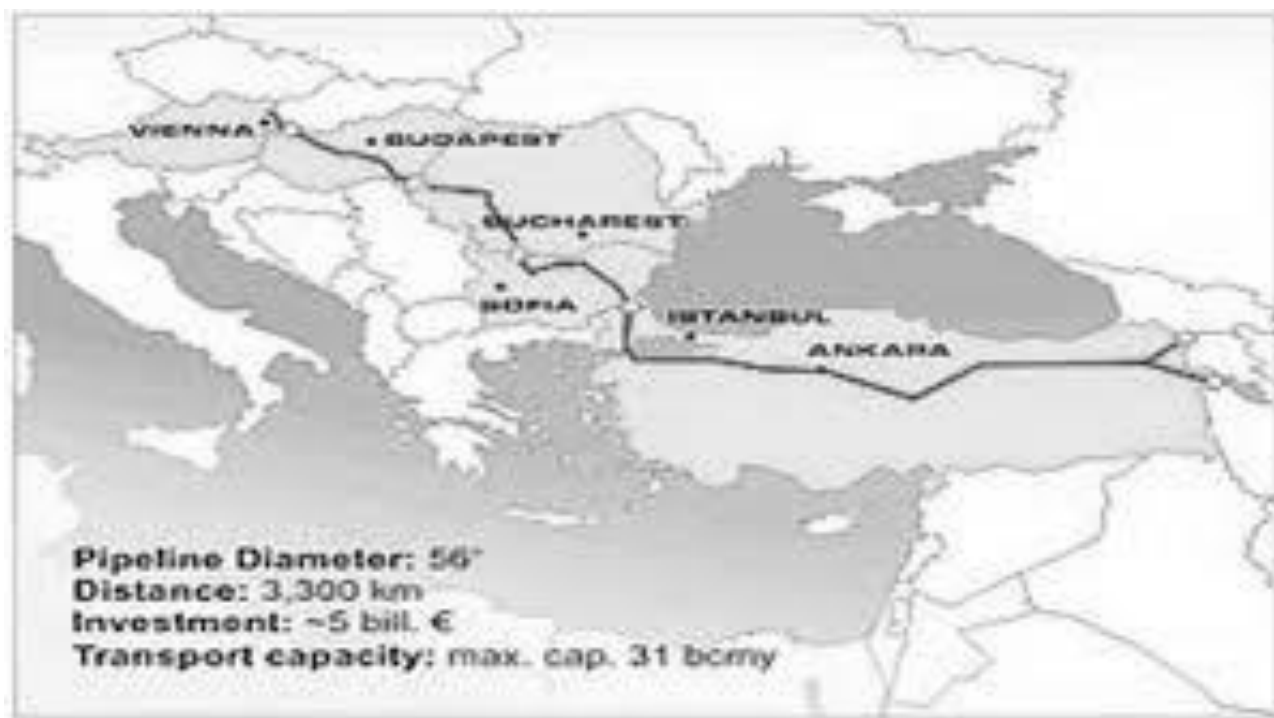 VIENNA
BUDAPEST
BUCHAREST
SOFIA
ISTANBUL
ANKARA
Pipeline Diameter: 56"
Distance: 3,300 km
Investment: ~5 bill. €
Transport capacity: max. cap. 31 bcmy